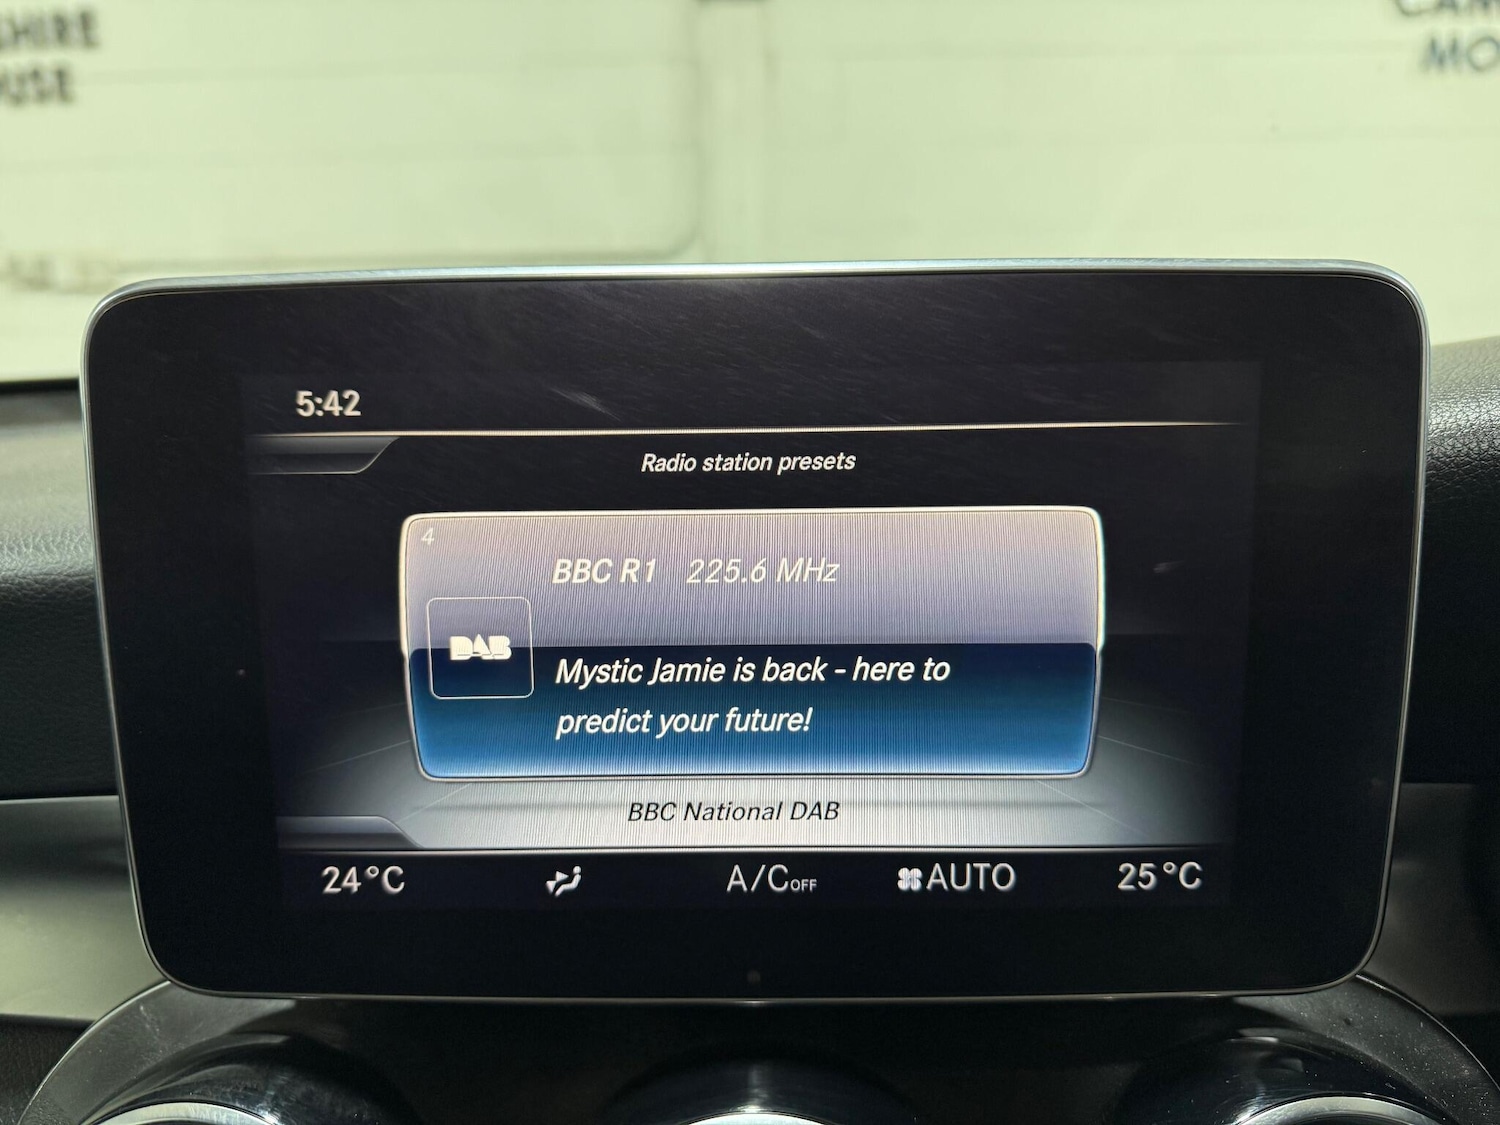 5:42
Radio station presets
4
BBC R1 225.6 MHz
DAB
Mystic Jamie is back - here to
predict your future!
BBC National DAB
24°C A/COFF AUTO 25°C